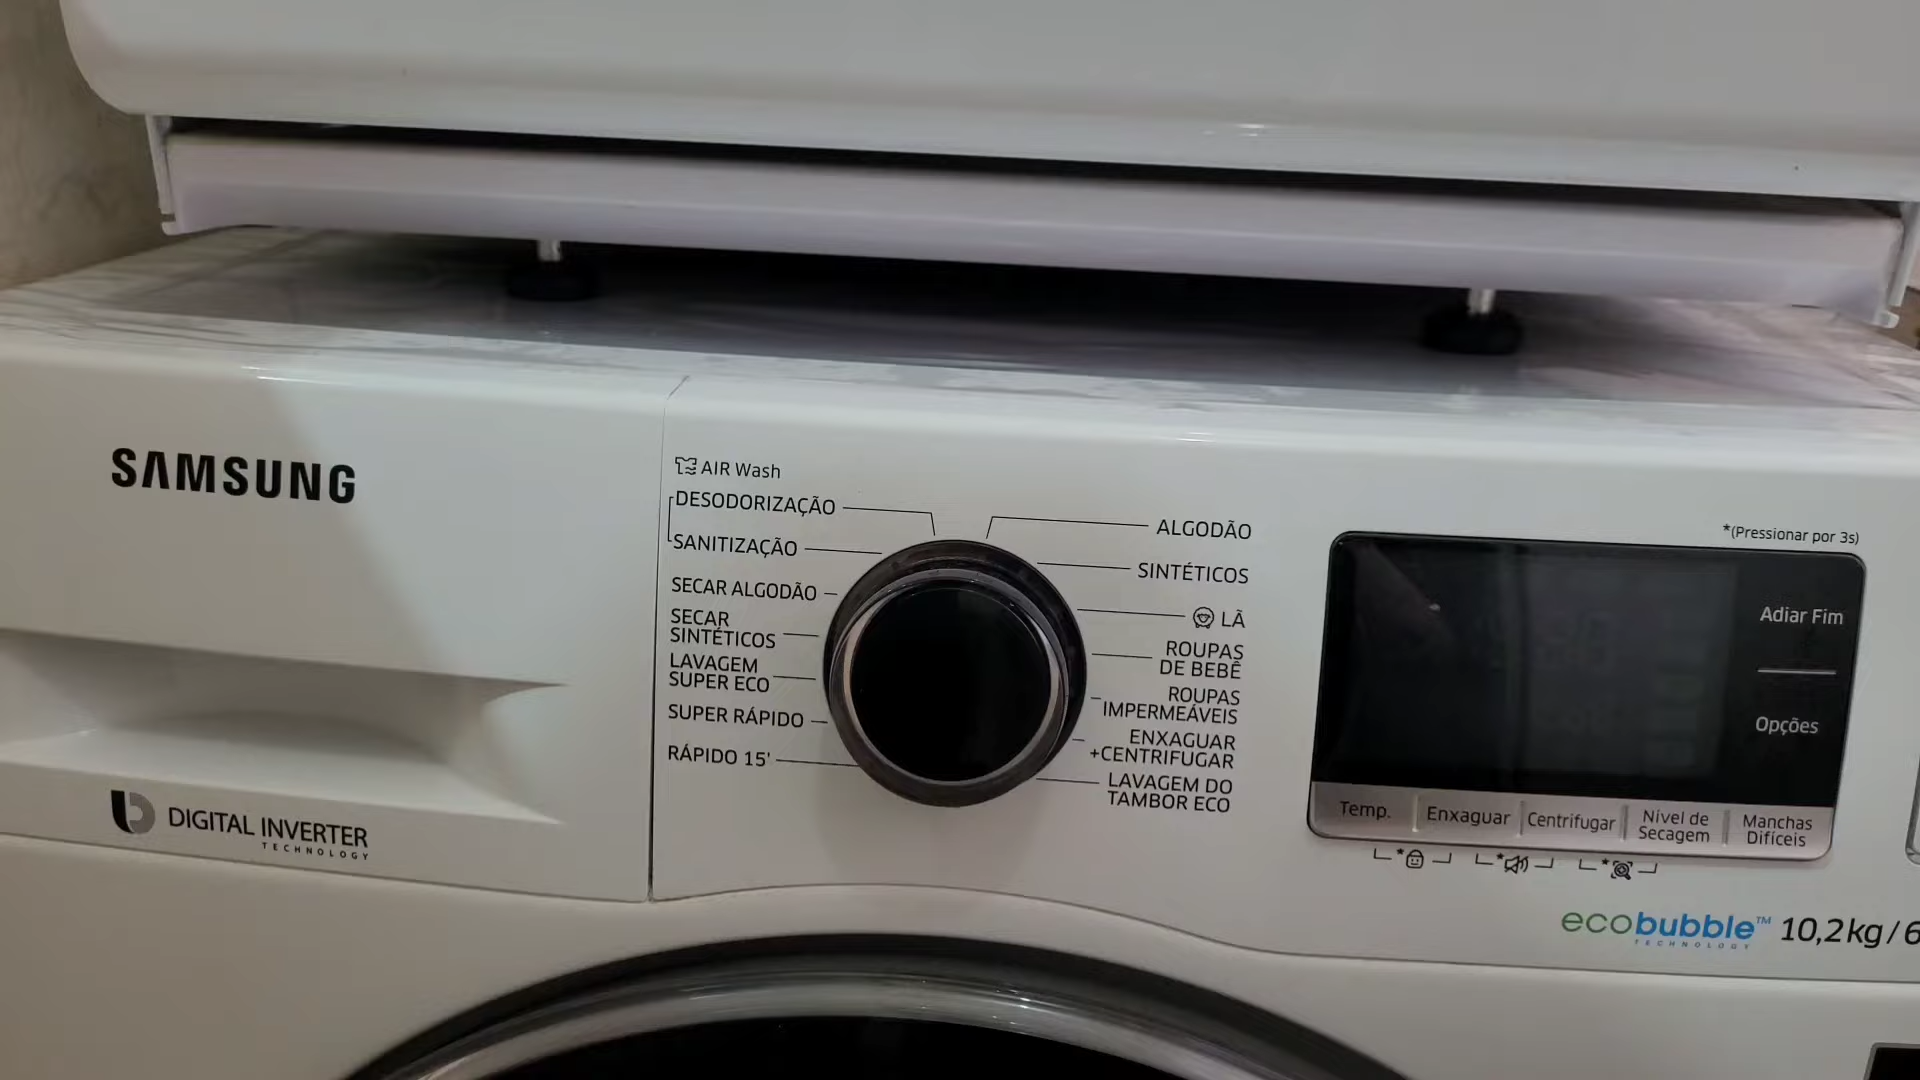 SAMSUNG
DIGITAL INVERTER
TECHNOLOGY
AIR Wash
DESODORIZAÇÃO
SANITIZAÇÃO
SECAR ALGODÃO
SECAR
SINTÉTICOS
LAVAGEM
SUPER ECO
SUPER RÁPIDO
RÁPIDO 15'
ALGODÃO
SINTÉTICOS
LÃ
ROUPAS
DE BEBÊ
ROUPAS
IMPERMEÁVEIS
ENXAGUAR
+CENTRIFUGAR
LAVAGEM DO
TAMBOR ECO
*(Pressionar por 3s)
Adiar Fim
Opções
Temp.
Enxaguar
Centrifugar
Nível de
Secagem
Manchas
Difíceis
ecobubble™ 10,2kg/6
TECHNOLOGY